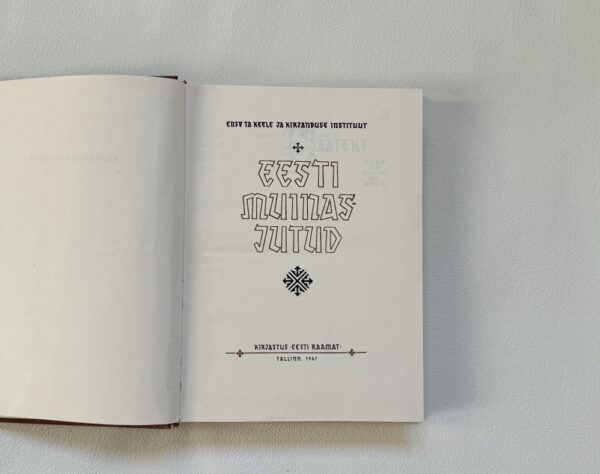 ENSV TA KEELE JA KIRJANDUSE INSTITUUT
EESTI
MUINAS-
JUTUD
KIRJASTUS ·EESTI RAAMAT·
TALLINN 1967